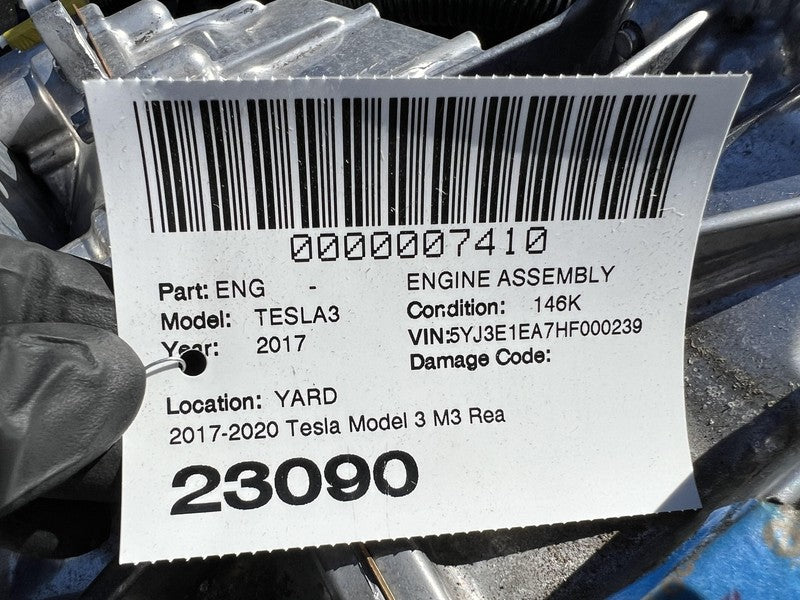 0000007410
Part: ENG - ENGINE ASSEMBLY
Model: TESLA3 Condition: 146K
Year: 2017 VIN:5YJ3E1EA7HF000239
Damage Code:
Location: YARD
2017-2020 Tesla Model 3 M3 Rea
23090